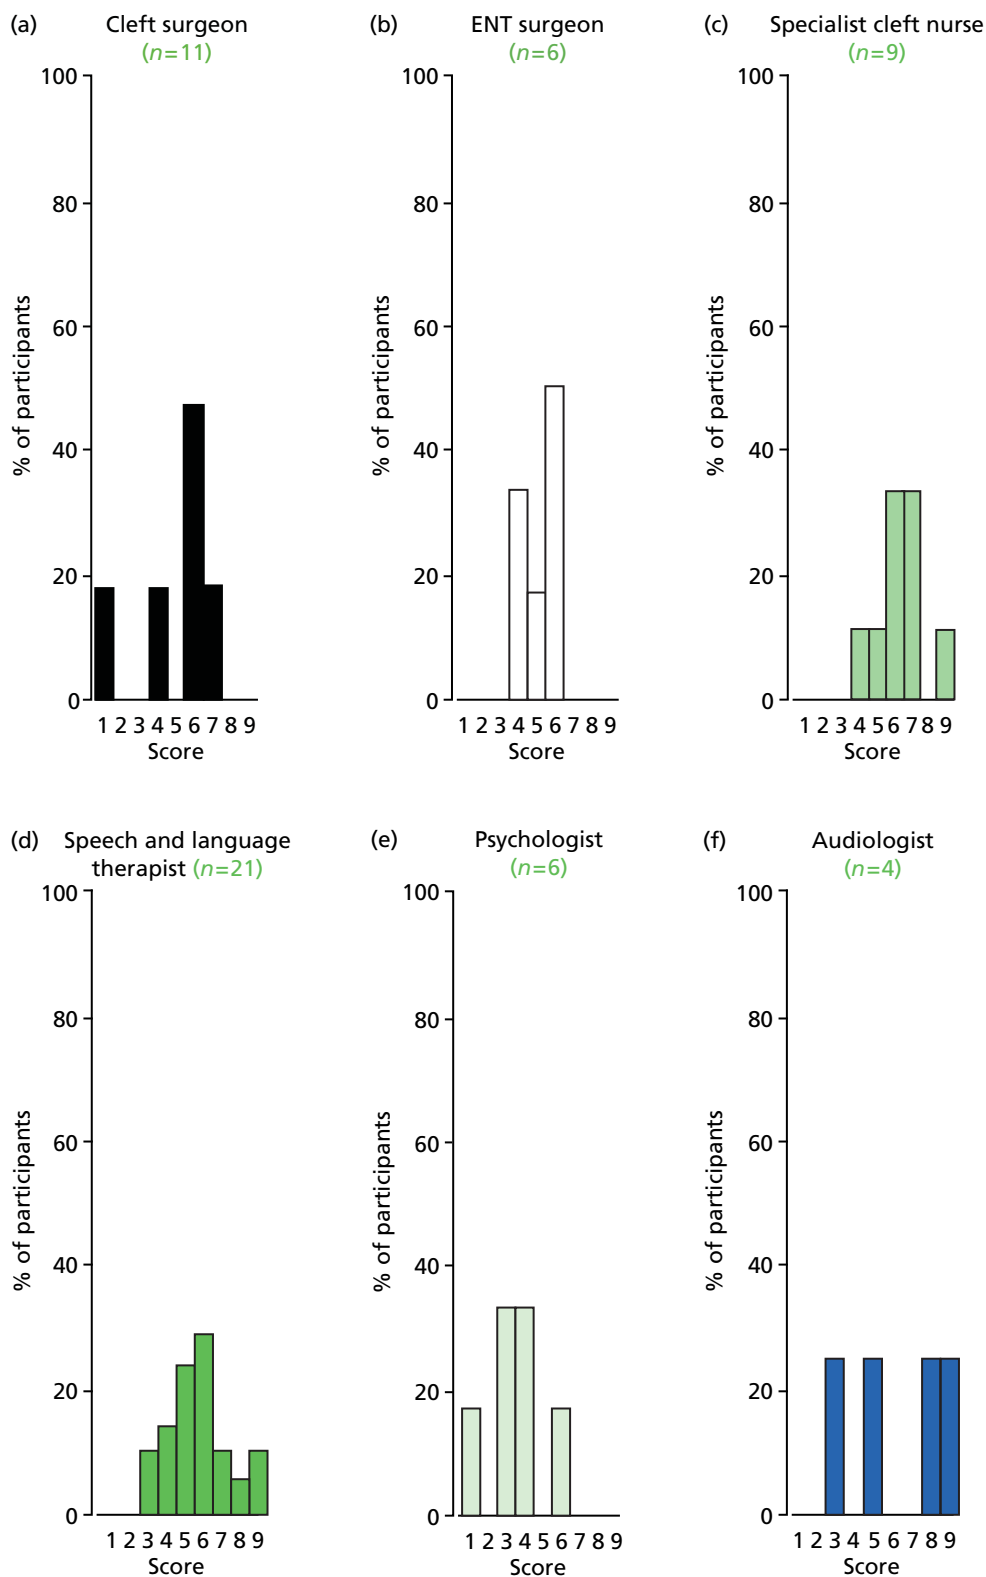 (a) Cleft surgeon
(n=11)
100
80
60
40
20
0
% of participants
1 2 3 4 5 6 7 8 9
Score
(b) ENT surgeon
(n=6)
100
80
60
40
20
0
% of participants
1 2 3 4 5 6 7 8 9
Score
(c) Specialist cleft nurse
(n=9)
100
80
60
40
20
0
% of participants
1 2 3 4 5 6 7 8 9
Score
(d) Speech and language
therapist (n=21)
100
80
60
40
20
0
% of participants
1 2 3 4 5 6 7 8 9
Score
(e) Psychologist
(n=6)
100
80
60
40
20
0
% of participants
1 2 3 4 5 6 7 8 9
Score
(f) Audiologist
(n=4)
100
80
60
40
20
0
% of participants
1 2 3 4 5 6 7 8 9
Score